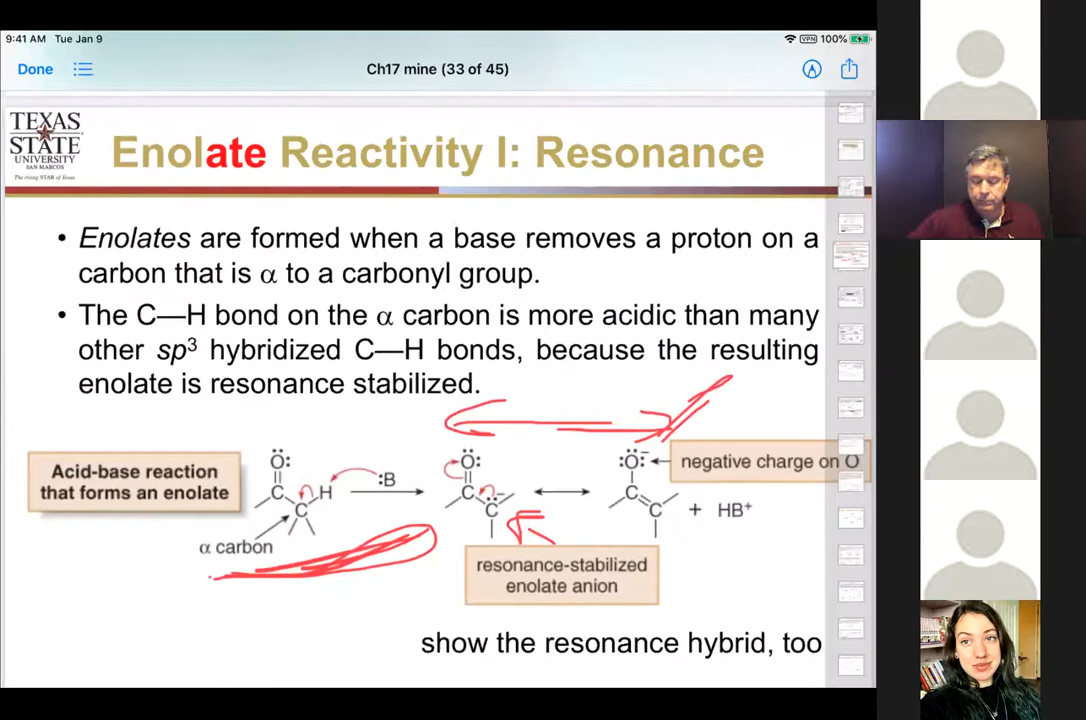 9:41 AM Tue Jan 9
VPN 100%
Done
Ch17 mine (33 of 45)
TEXAS
STATE
UNIVERSITY
SAN MARCOS
The rising STAR of Texas
Enolate Reactivity I: Resonance
• Enolates are formed when a base removes a proton on a
carbon that is α to a carbonyl group.
• The C—H bond on the α carbon is more acidic than many
other sp³ hybridized C—H bonds, because the resulting
enolate is resonance stabilized.
Acid-base reaction
that forms an enolate
Ö:
C
C
H
:B
α carbon
Ö:
C
C̈⁻
resonance-stabilized
enolate anion
:Ö:⁻
C
C
negative charge on O
+ HB⁺
show the resonance hybrid, too